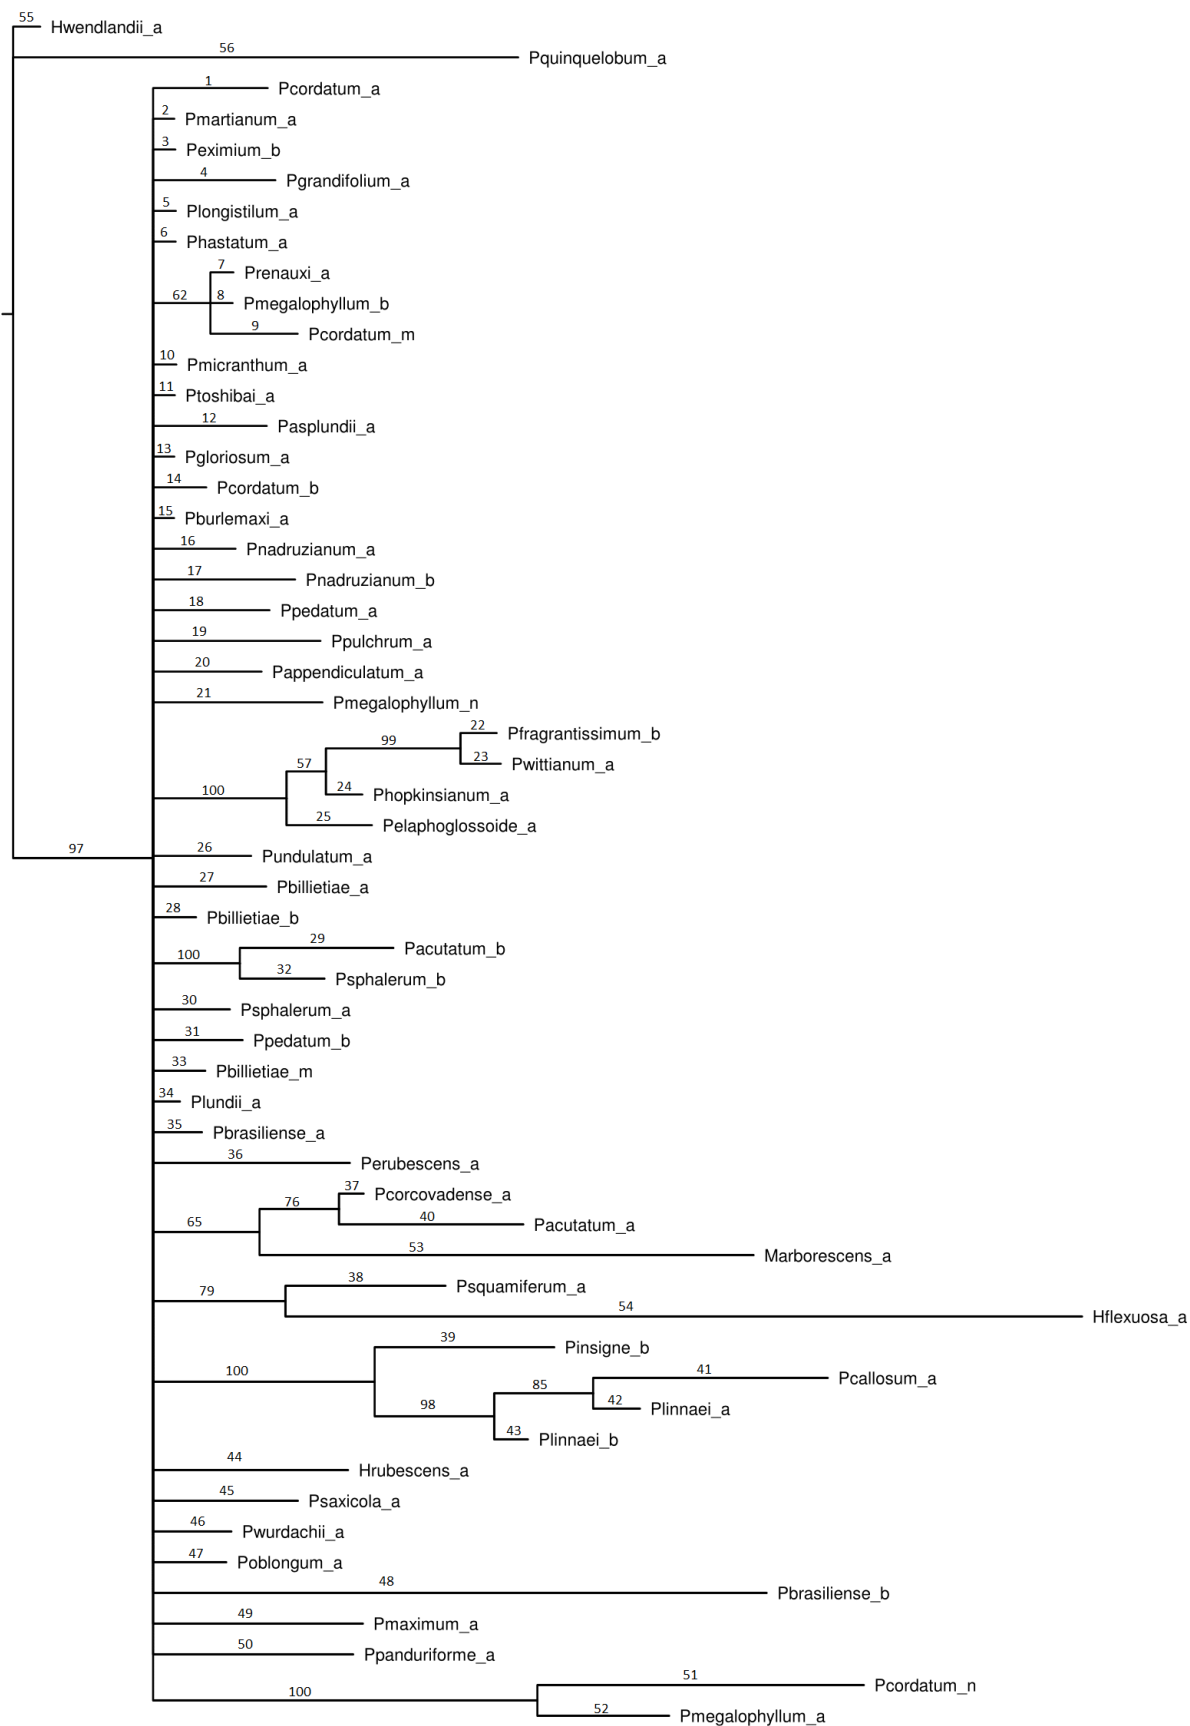 55 Hwendlandii_a
56 Pquinquelobum_a
1 Pcordatum_a
2 Pmartianum_a
3 Peximium_b
4 Pgrandifolium_a
5 Plongistilum_a
6 Phastatum_a
7 Prenauxi_a
62 8 Pmegalophyllum_b
9 Pcordatum_m
10 Pmicranthum_a
11 Ptoshibai_a
12 Pasplundii_a
13 Pgloriosum_a
14 Pcordatum_b
15 Pburlemaxi_a
16 Pnadruzianum_a
17 Pnadruzianum_b
18 Ppedatum_a
19 Ppulchrum_a
20 Pappendiculatum_a
21 Pmegalophyllum_n
22 Pfragrantissimum_b
99
57 23 Pwittianum_a
100 24 Phopkinsianum_a
25 Pelaphoglossoide_a
97 26 Pundulatum_a
27 Pbillietiae_a
28 Pbillietiae_b
29 Pacutatum_b
100
32 Psphalerum_b
30 Psphalerum_a
31 Ppedatum_b
33 Pbillietiae_m
34 Plundii_a
35 Pbrasiliense_a
36 Perubescens_a
37 Pcorcovadense_a
76
65 40 Pacutatum_a
53 Marborescens_a
38 Psquamiferum_a
79
54 Hflexuosa_a
39 Pinsigne_b
100 41 Pcallosum_a
85
98 42 Plinnaei_a
43 Plinnaei_b
44 Hrubescens_a
45 Psaxicola_a
46 Pwurdachii_a
47 Poblongum_a
48 Pbrasiliense_b
49 Pmaximum_a
50 Ppanduriforme_a
51 Pcordatum_n
100
52 Pmegalophyllum_a